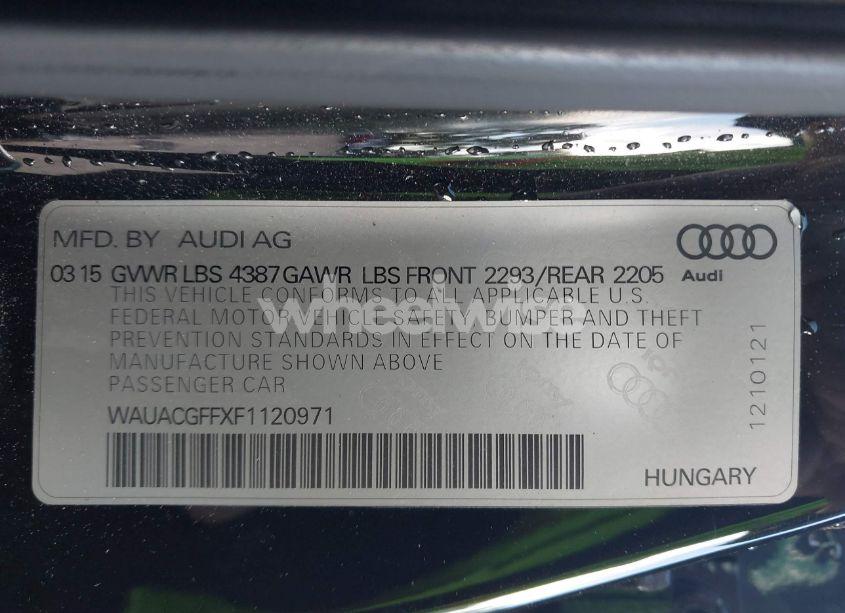 MFD. BY AUDI AG
03 15 GVWR LBS 4387 GAWR LBS FRONT 2293/REAR 2205
Audi
THIS VEHICLE CONFORMS TO ALL APPLICABLE U.S.
FEDERAL MOTOR VEHICLE SAFETY, BUMPER AND THEFT
PREVENTION STANDARDS IN EFFECT ON THE DATE OF
MANUFACTURE SHOWN ABOVE
PASSENGER CAR
WAUACGFFXF1120971
HUNGARY
1210121
wheelwise